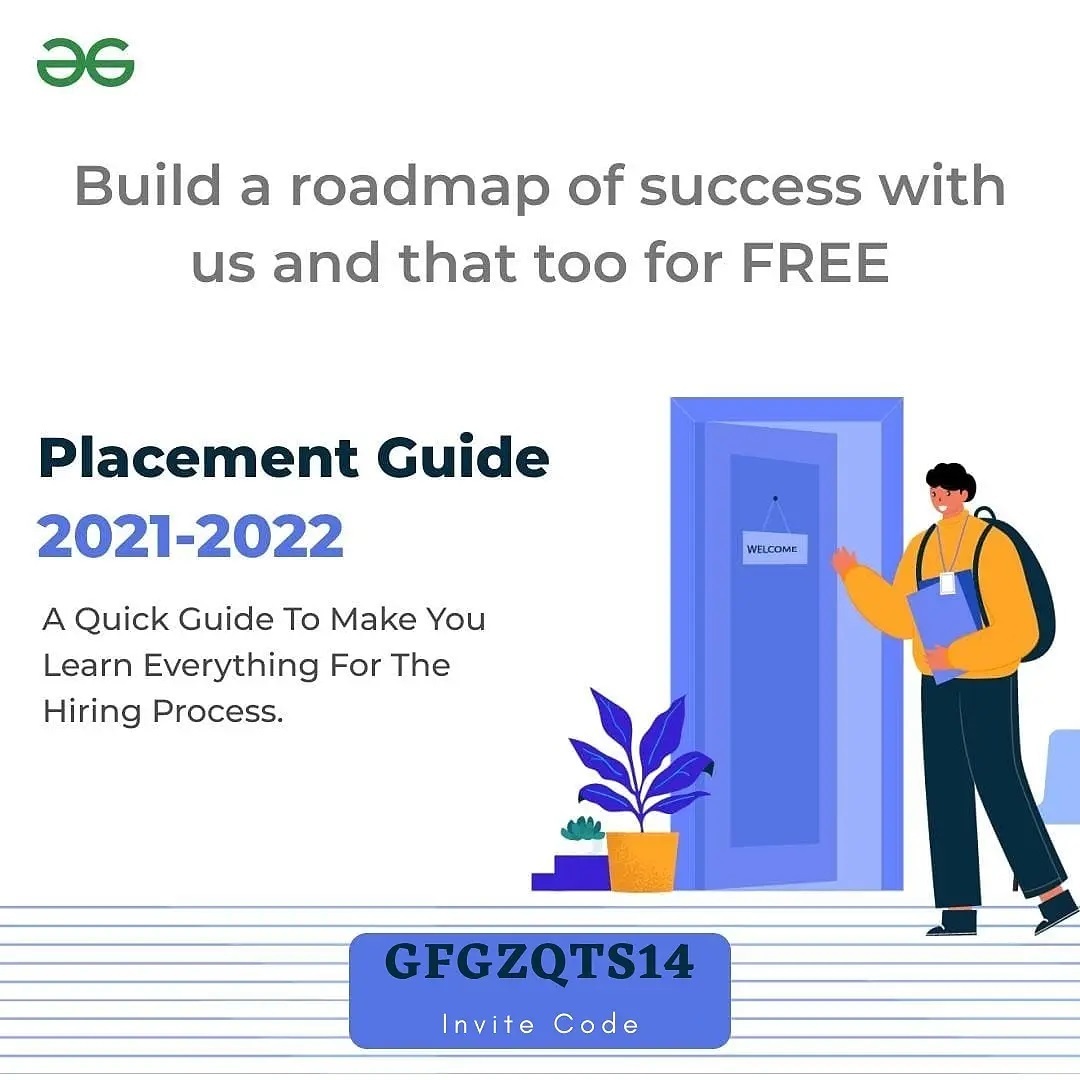 Build a roadmap of success with
us and that too for FREE
Placement Guide
2021-2022
WELCOME
A Quick Guide To Make You
Learn Everything For The
Hiring Process.
GFGZQTS14
Invite Code